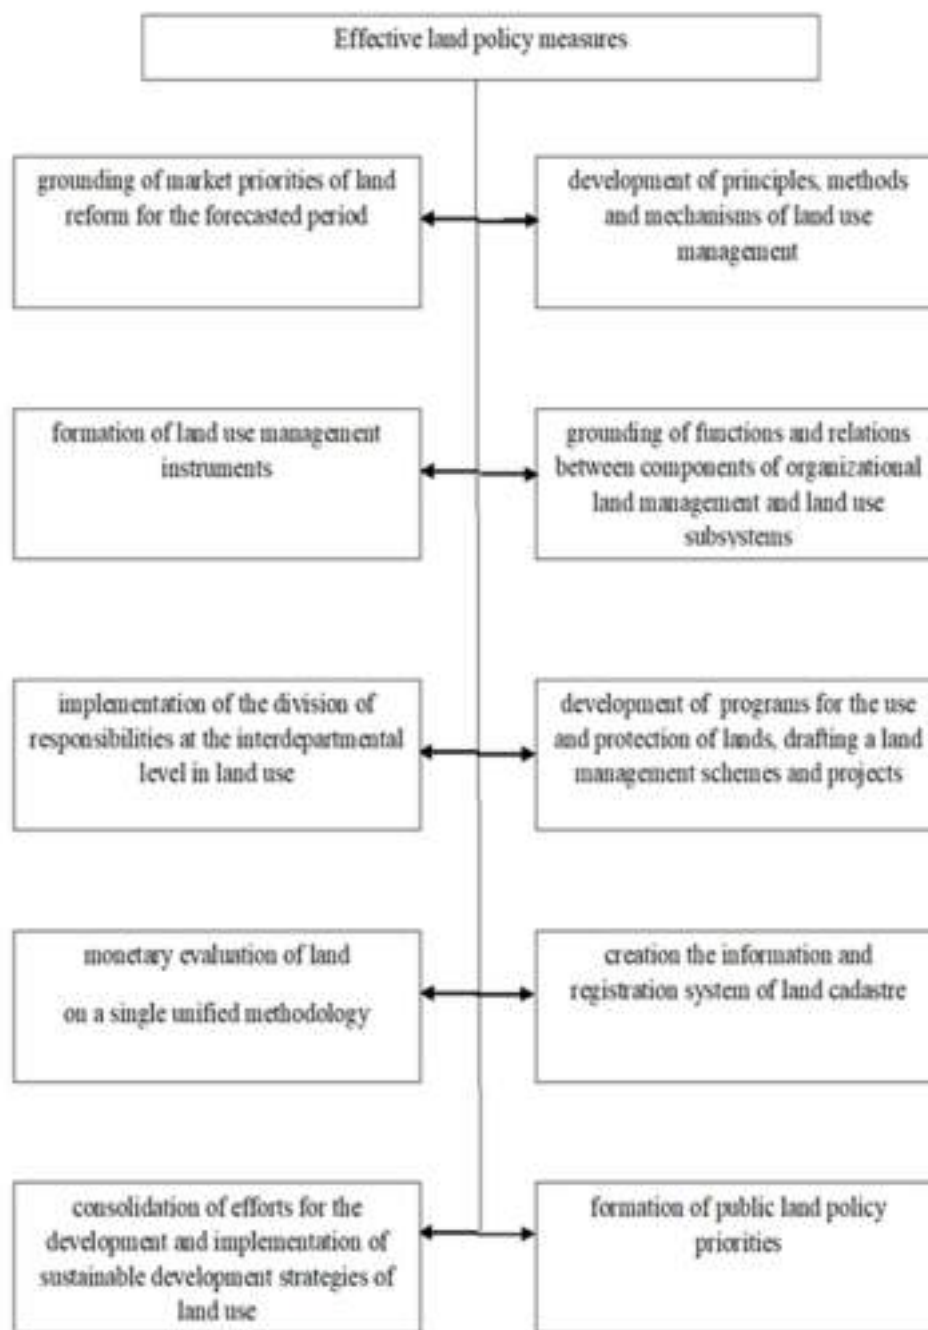 Effective land policy measures
grounding of market priorities of land
reform for the forecasted period
development of principles, methods
and mechanisms of land use
management
formation of land use management
instruments
grounding of functions and relations
between components of organizational
land management and land use
subsystems
implementation of the division of
responsibilities at the interdepartmental
level in land use
development of programs for the use
and protection of lands, drafting a land
management schemes and projects
monetary evaluation of land
on a single unified methodology
creation the information and
registration system of land cadastre
consolidation of efforts for the
development and implementation of
sustainable development strategies of
land use
formation of public land policy
priorities